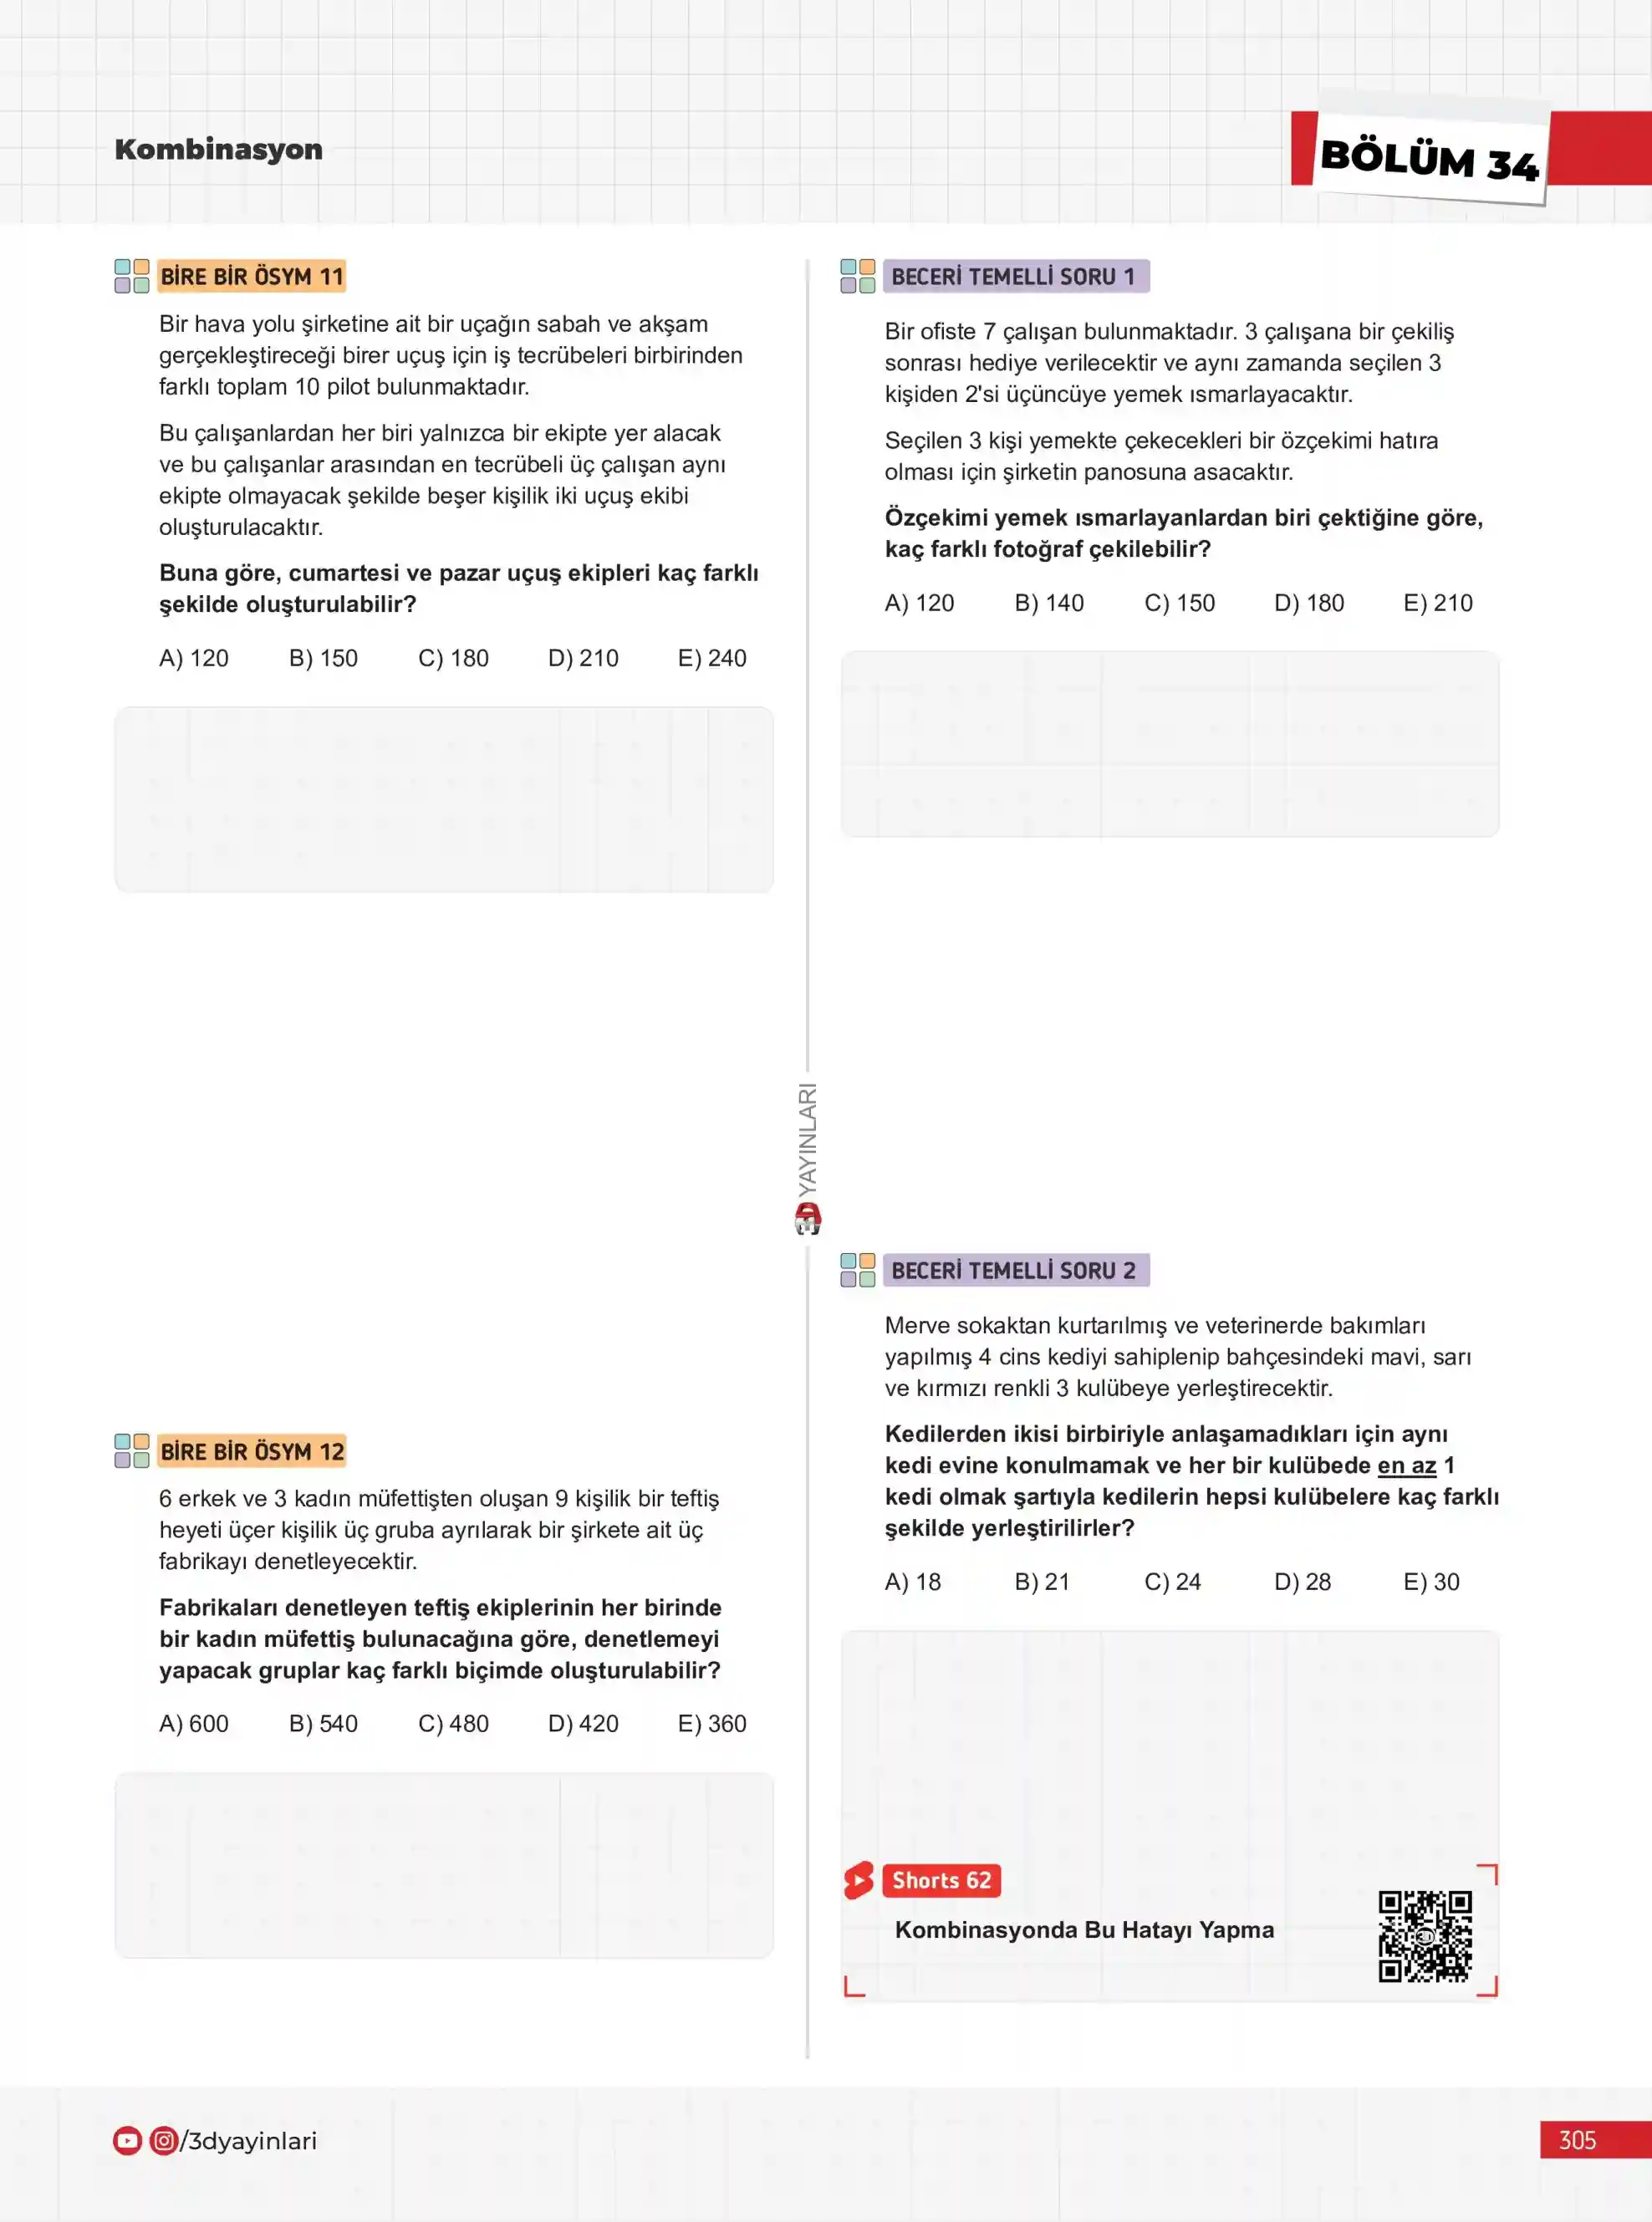 Kombinasyon
BÖLÜM 34
BİRE BİR ÖSYM 11
Bir hava yolu şirketine ait bir uçağın sabah ve akşam
gerçekleştireceği birer uçuş için iş tecrübeleri birbirinden
farklı toplam 10 pilot bulunmaktadır.
Bu çalışanlardan her biri yalnızca bir ekipte yer alacak
ve bu çalışanlar arasından en tecrübeli üç çalışan aynı
ekipte olmayacak şekilde beşer kişilik iki uçuş ekibi
oluşturulacaktır.
Buna göre, cumartesi ve pazar uçuş ekipleri kaç farklı
şekilde oluşturulabilir?
A) 120 B) 150 C) 180 D) 210 E) 240
BİRE BİR ÖSYM 12
6 erkek ve 3 kadın müfettişten oluşan 9 kişilik bir teftiş
heyeti üçer kişilik üç gruba ayrılarak bir şirkete ait üç
fabrikayı denetleyecektir.
Fabrikaları denetleyen teftiş ekiplerinin her birinde
bir kadın müfettiş bulunacağına göre, denetlemeyi
yapacak gruplar kaç farklı biçimde oluşturulabilir?
A) 600 B) 540 C) 480 D) 420 E) 360
YAYINLARI
BECERİ TEMELLİ SORU 1
Bir ofiste 7 çalışan bulunmaktadır. 3 çalışana bir çekiliş
sonrası hediye verilecektir ve aynı zamanda seçilen 3
kişiden 2'si üçüncüye yemek ısmarlayacaktır.
Seçilen 3 kişi yemekte çekecekleri bir özçekimi hatıra
olması için şirketin panosuna asacaktır.
Özçekimi yemek ısmarlayanlardan biri çektiğine göre,
kaç farklı fotoğraf çekilebilir?
A) 120 B) 140 C) 150 D) 180 E) 210
BECERİ TEMELLİ SORU 2
Merve sokaktan kurtarılmış ve veterinerde bakımları
yapılmış 4 cins kediyi sahiplenip bahçesindeki mavi, sarı
ve kırmızı renkli 3 kulübeye yerleştirecektir.
Kedilerden ikisi birbiriyle anlaşamadıkları için aynı
kedi evine konulmamak ve her bir kulübede en az 1
kedi olmak şartıyla kedilerin hepsi kulübelere kaç farklı
şekilde yerleştirilirler?
A) 18 B) 21 C) 24 D) 28 E) 30
Shorts 62
Kombinasyonda Bu Hatayı Yapma
/3dyayinlari
305